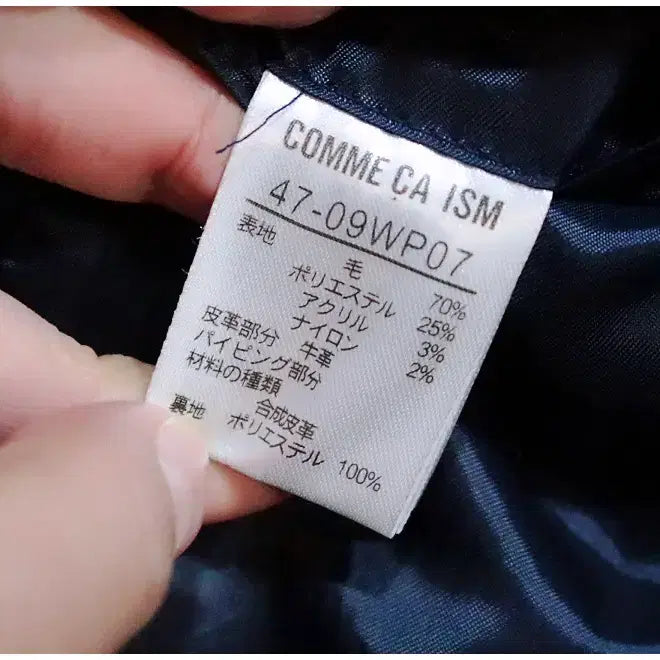 COMME ÇA ISM
47-09WP07
表地 毛 70%
ポリエステル 25%
アクリル 3%
ナイロン 2%
皮革部分 牛革
パイピング部分
材料の種類
合成皮革
裏地 ポリエステル 100%